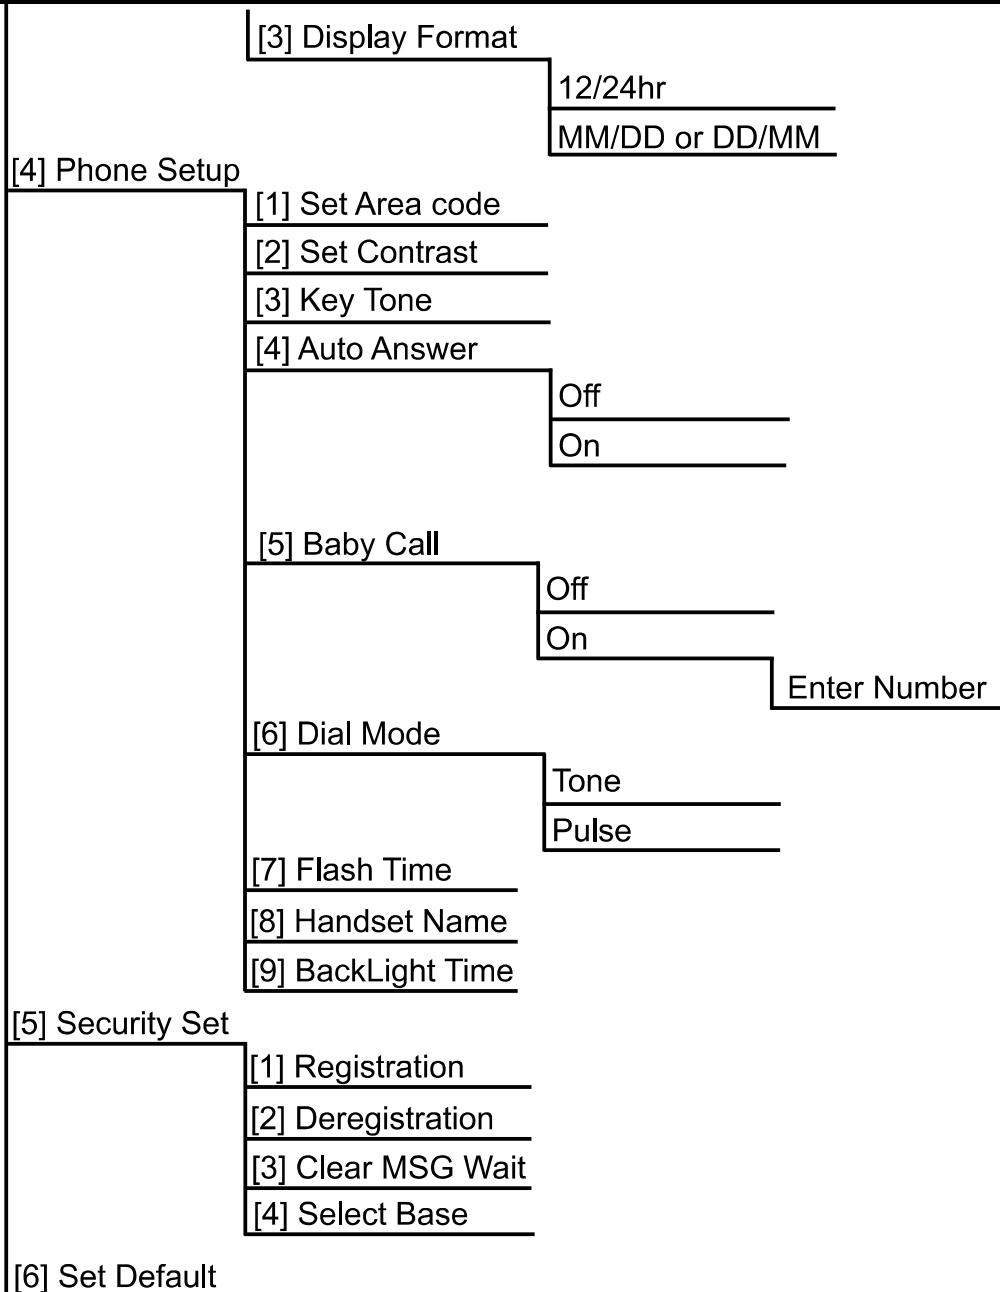 [3] Display Format
12/24hr
MM/DD or DD/MM
[4] Phone Setup
[1] Set Area code
[2] Set Contrast
[3] Key Tone
[4] Auto Answer
Off
On
[5] Baby Call
Off
On
Enter Number
[6] Dial Mode
Tone
Pulse
[7] Flash Time
[8] Handset Name
[9] BackLight Time
[5] Security Set
[1] Registration
[2] Deregistration
[3] Clear MSG Wait
[4] Select Base
[6] Set Default